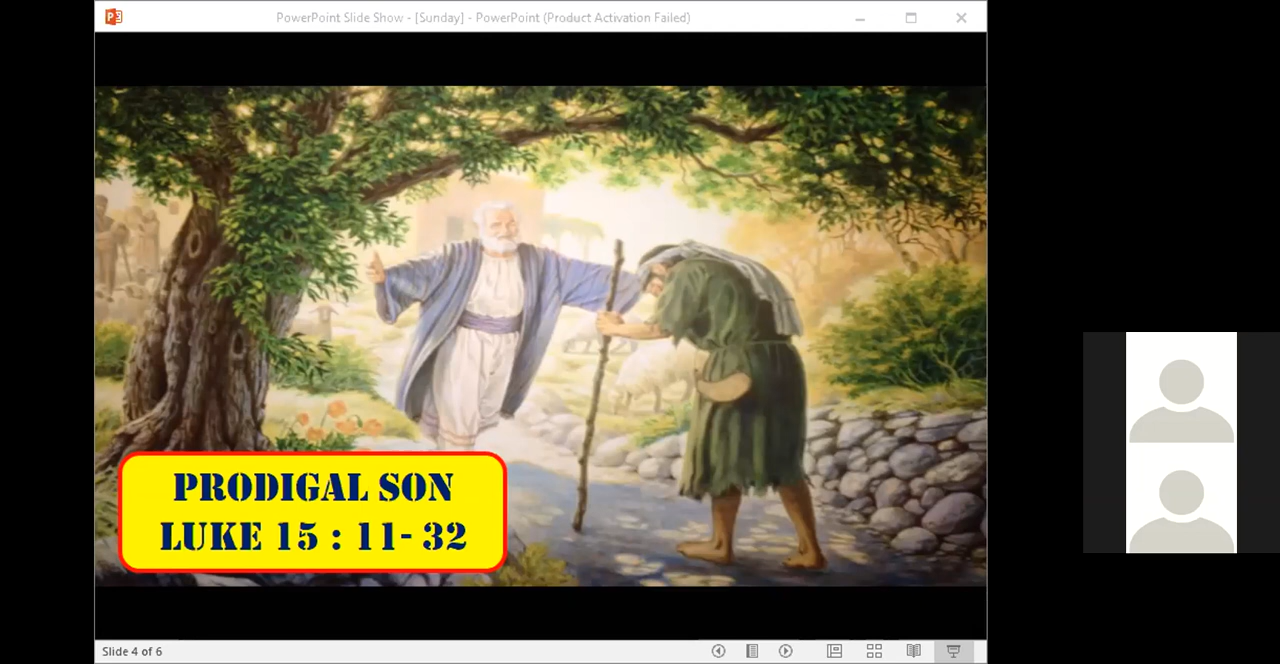 PowerPoint Slide Show - [Sunday] - PowerPoint (Product Activation Failed)
PRODIGAL SON
LUKE 15 : 11- 32
Slide 4 of 6